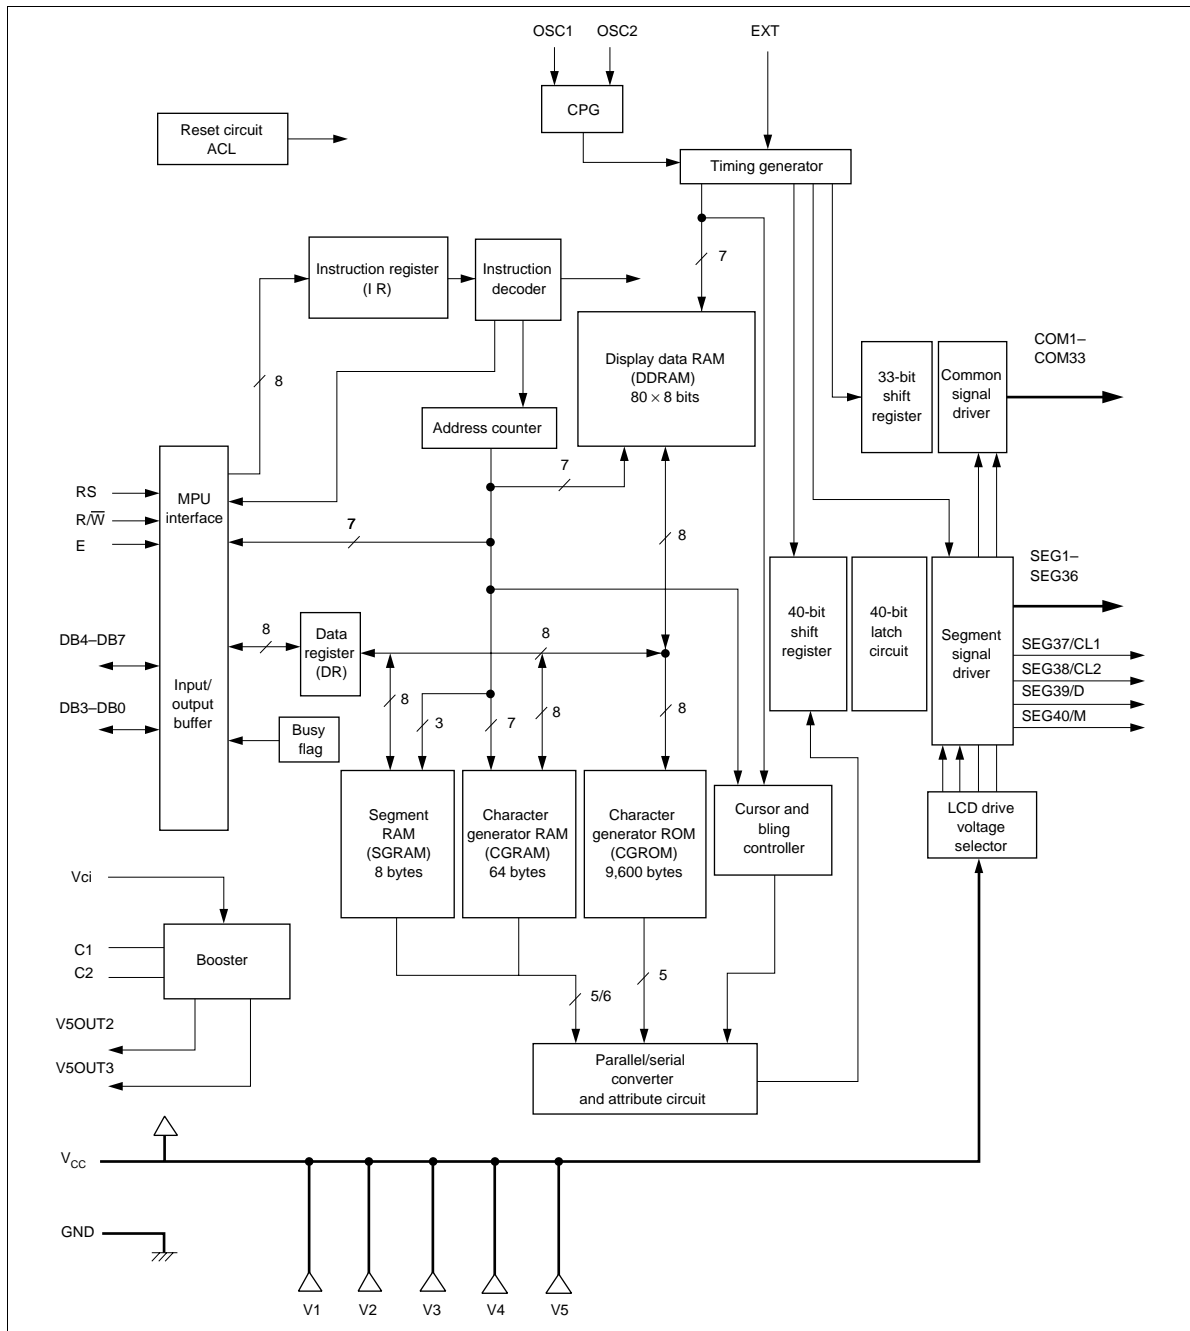 OSC1
OSC2
EXT
CPG
Reset circuit
ACL
Timing generator
7
Instruction register
(I R)
Instruction
decoder
8
Display data RAM
(DDRAM)
80 × 8 bits
33-bit
shift
register
Common
signal
driver
COM1–
COM33
Address counter
7
RS
R/W̅
E
MPU
interface
7
8
40-bit
shift
register
40-bit
latch
circuit
Segment
signal
driver
SEG1–
SEG36
SEG37/CL1
SEG38/CL2
SEG39/D
SEG40/M
DB4–DB7
DB3–DB0
Input/
output
buffer
8
Data
register
(DR)
8
8
3
7
8
8
Busy
flag
Segment
RAM
(SGRAM)
8 bytes
Character
generator RAM
(CGRAM)
64 bytes
Character
generator ROM
(CGROM)
9,600 bytes
Cursor and
bling
controller
LCD drive
voltage
selector
Vci
C1
C2
Booster
V5OUT2
V5OUT3
5/6
5
Parallel/serial
converter
and attribute circuit
VCC
GND
V1
V2
V3
V4
V5